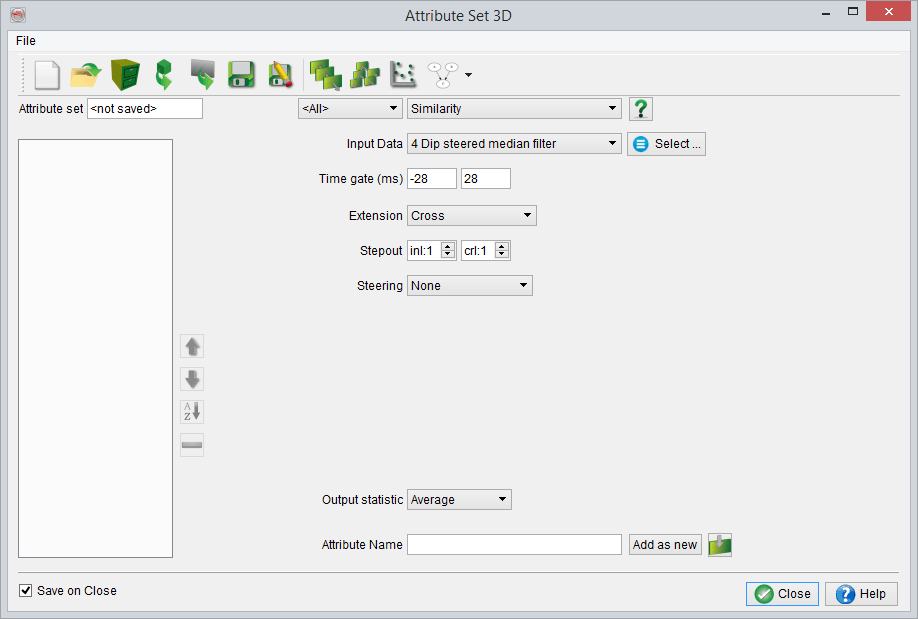 Attribute Set 3D
File
Attribute set <not saved> <All> Similarity ?
Input Data 4 Dip steered median filter Select ...
Time gate (ms) -28 28
Extension Cross
Stepout inl:1 crl:1
Steering None
A
Z
Output statistic Average
Attribute Name Add as new
Save on Close
Close ? Help